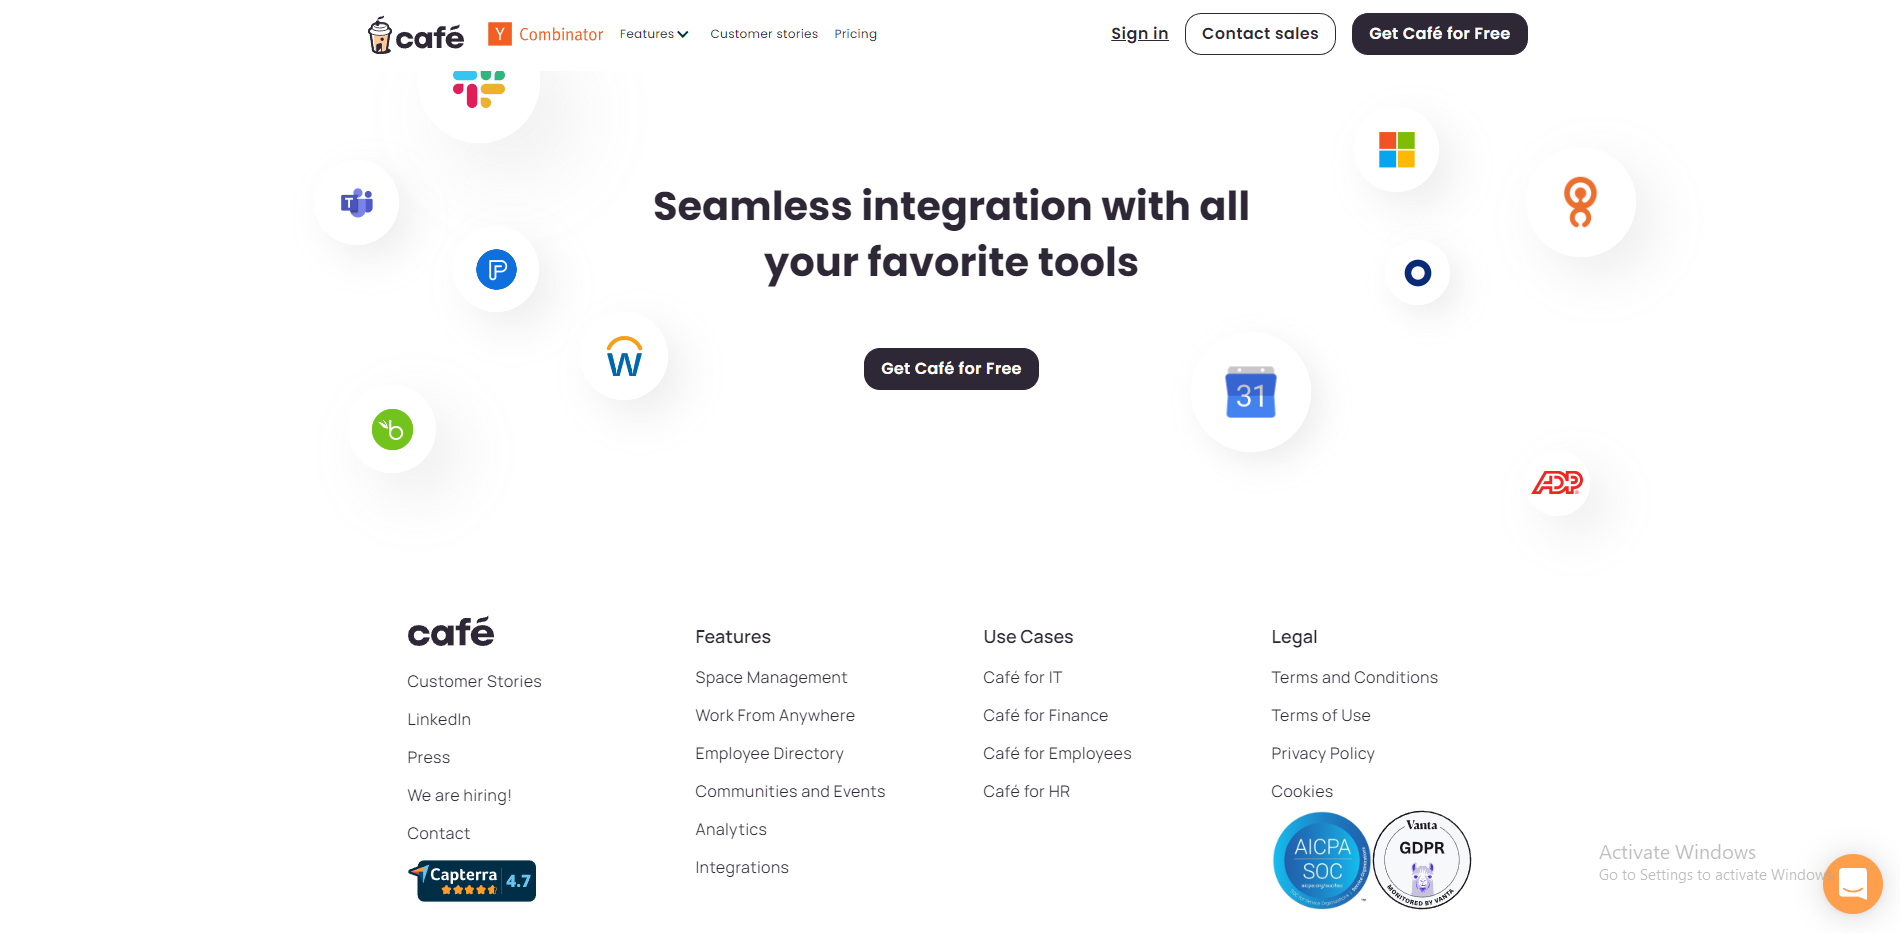 café
Y Combinator
Features
Customer stories
Pricing
Sign in
Contact sales
Get Café for Free
T
Seamless integration with all
your favorite tools
W
Get Café for Free
31
b
ADP
café
Customer Stories
LinkedIn
Press
We are hiring!
Contact
Capterra 4.7
Features
Space Management
Work From Anywhere
Employee Directory
Communities and Events
Analytics
Integrations
Use Cases
Café for IT
Café for Finance
Café for Employees
Café for HR
Legal
Terms and Conditions
Terms of Use
Privacy Policy
Cookies
AICPA
SOC
Vanta
GDPR
MONITORED BY VANTA
Activate Windows
Go to Settings to activate Windows